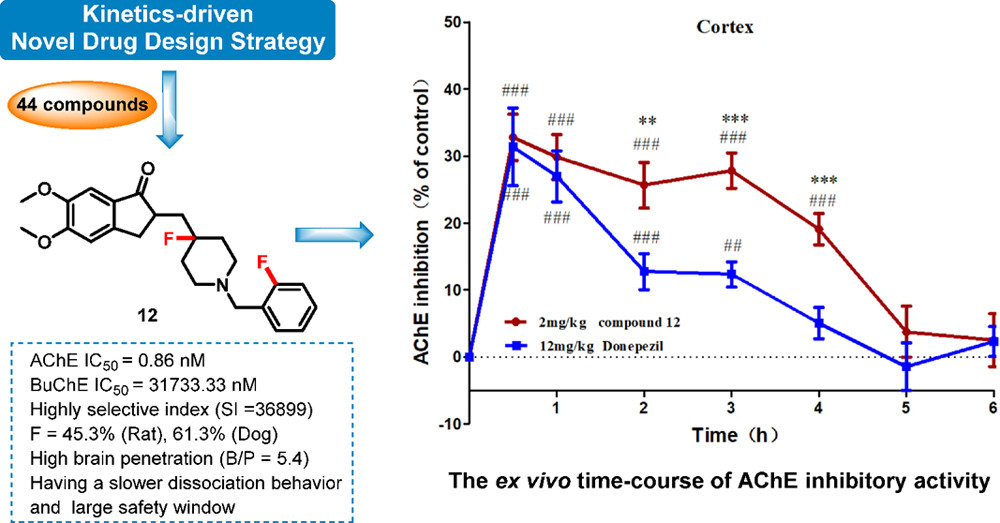 Kinetics-driven
Novel Drug Design Strategy
44 compounds
O
O
O
F
F
N
12
AChE IC50 = 0.86 nM
BuChE IC50 = 31733.33 nM
Highly selective index (SI =36899)
F = 45.3% (Rat), 61.3% (Dog)
High brain penetration (B/P = 5.4)
Having a slower dissociation behavior
and large safety window
Cortex
AChE inhibition (% of control)
50
40
30
20
10
0
-10
###
###
###
###
**
###
###
***
###
##
***
###
2mg/kg compound 12
12mg/kg Donepezil
1
2
3
4
5
6
Time (h)
The ex vivo time-course of AChE inhibitory activity